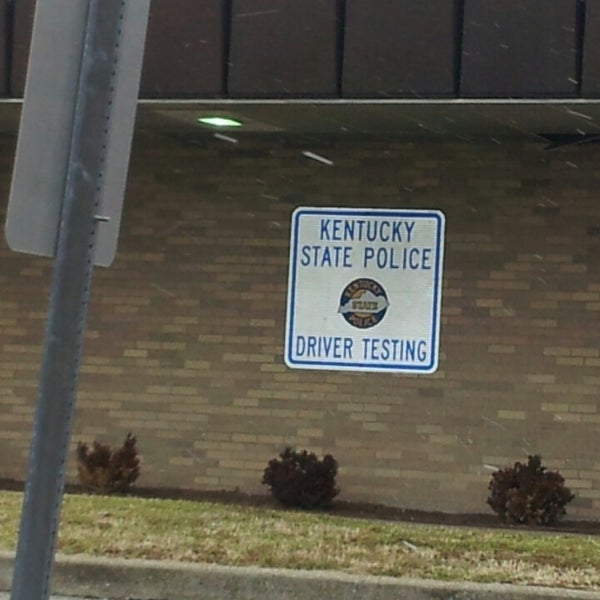 KENTUCKY
STATE POLICE
KENTUCKY
STATE
POLICE
DRIVER TESTING